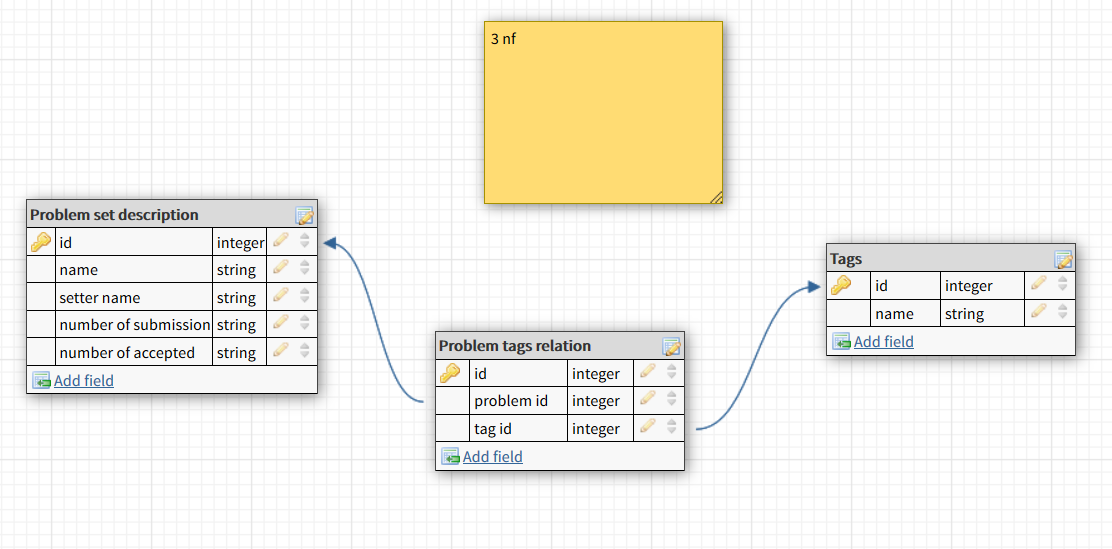 3 nf
Problem set description
id integer
name string
setter name string
number of submission string
number of accepted string
Add field
Problem tags relation
id integer
problem id integer
tag id integer
Add field
Tags
id integer
name string
Add field